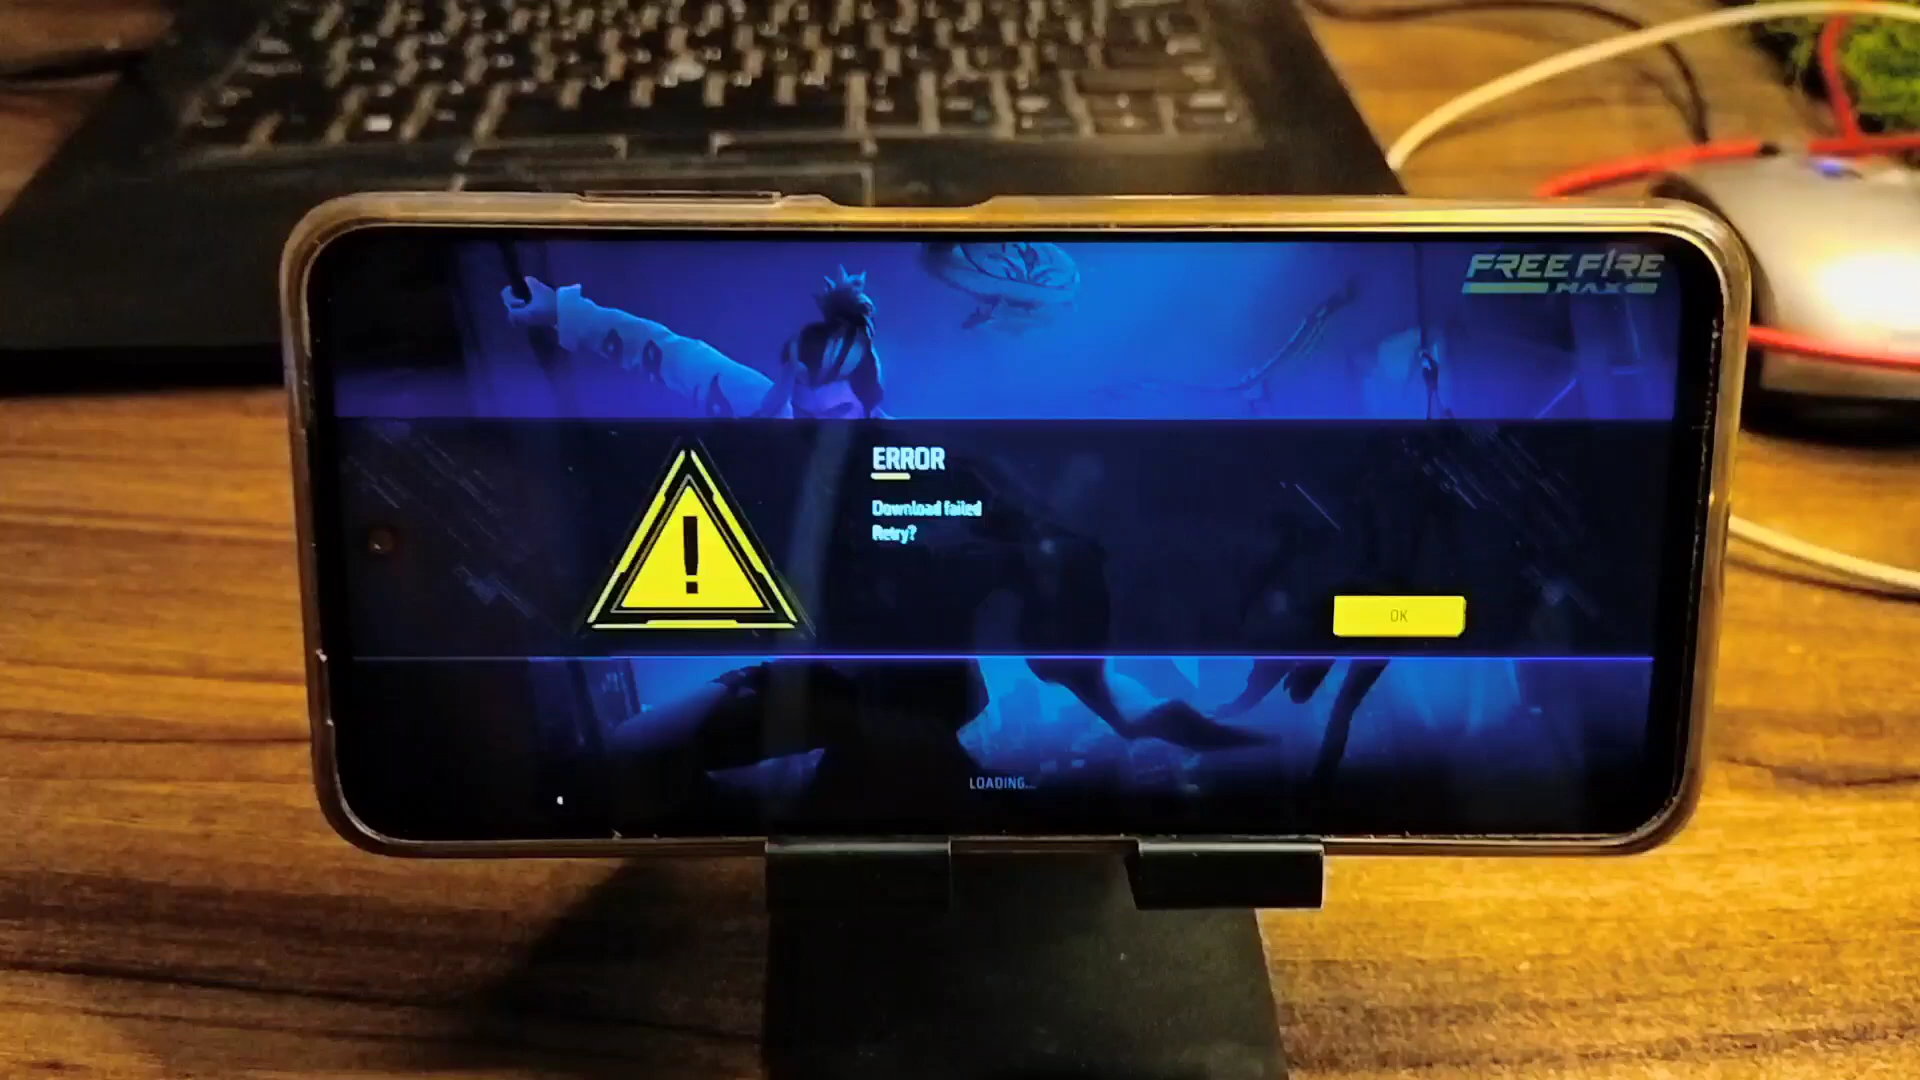 FREE FIRE
MAX
ERROR
Download failed
Retry?
OK
LOADING...